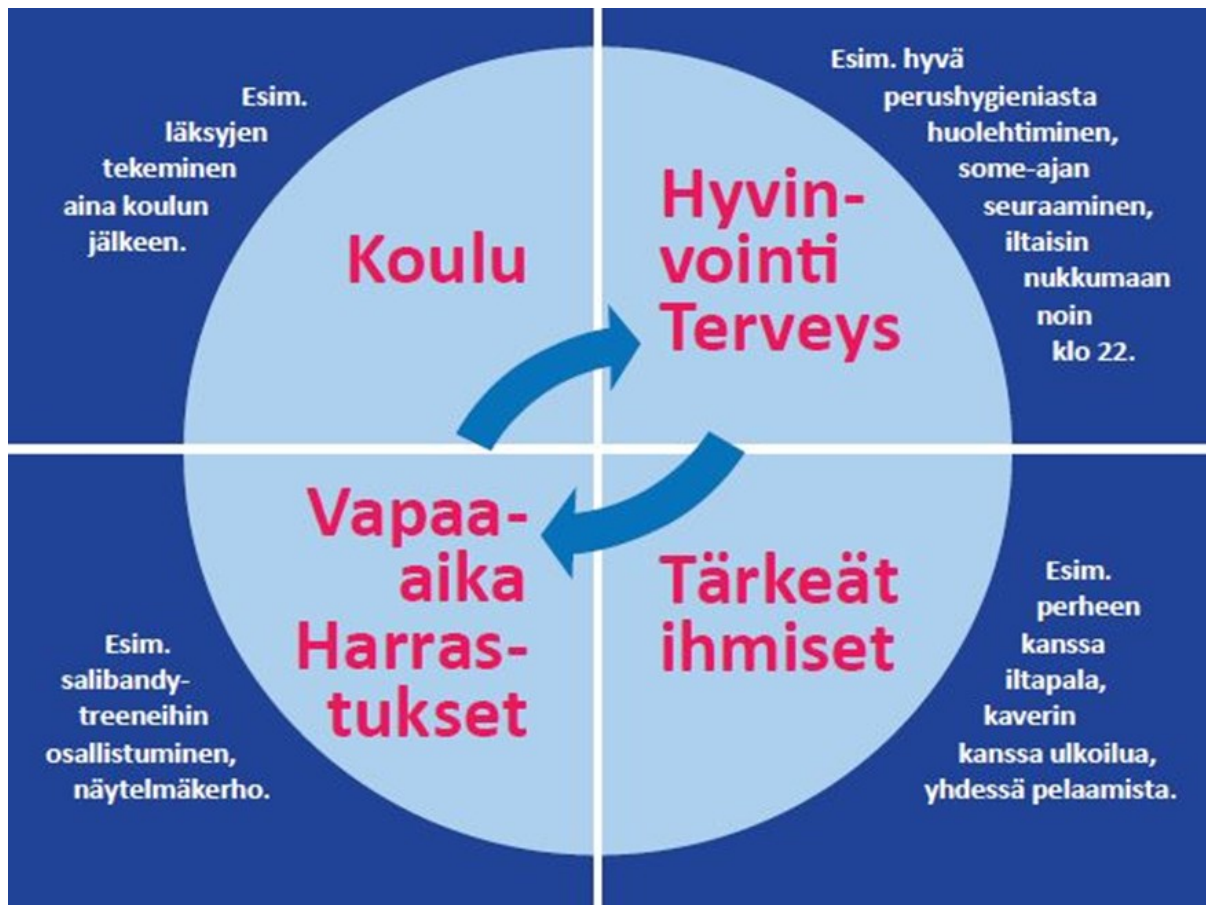 Esim.
läksyjen
tekeminen
aina koulun
jälkeen.
Koulu
Esim. hyvä
perushygieniasta
huolehtiminen,
some-ajan
seuraaminen,
iltaisin
nukkumaan
noin
klo 22.
Hyvin-
vointi
Terveys
Esim.
salibandy-
treeneihin
osallistuminen,
näytelmäkerho.
Vapaa-
aika
Harras-
tukset
Tärkeät
ihmiset
Esim.
perheen
kanssa
iltapala,
kaverin
kanssa ulkoilua,
yhdessä pelaamista.